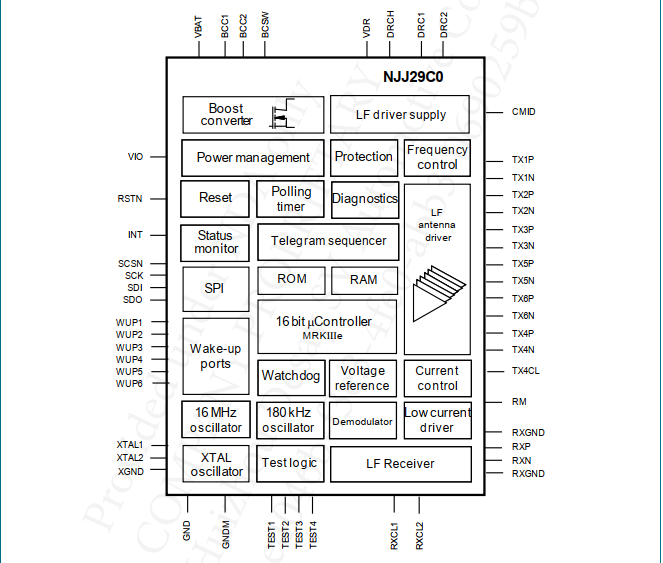 VBAT
BCC1
BCC2
BCSW
VDR
DRCH
DRC1
DRC2
NJJ29C0
Boost
converter
LF driver supply
CMID
VIO
Power management
Protection
Frequency
control
RSTN
Reset
Polling
timer
Diagnostics
LF
antenna
driver
TX1P
TX1N
TX2P
TX2N
TX3P
TX3N
TX5P
TX5N
TX6P
TX6N
TX4P
TX4N
INT
Status
monitor
Telegram sequencer
SCSN
SCK
SDI
SDO
SPI
ROM
RAM
16 bit µController
MRKIIIe
WUP1
WUP2
WUP3
WUP4
WUP5
WUP6
Wake-up
ports
Watchdog
Voltage
reference
Current
control
TX4CL
16 MHz
oscillator
180 kHz
oscillator
Demodulator
Low current
driver
RM
XTAL1
XTAL2
XGND
XTAL
oscillator
Test logic
LF Receiver
RXGND
RXP
RXN
RXGND
GND
GNDM
TEST1
TEST2
TEST3
TEST4
RXCL1
RXCL2